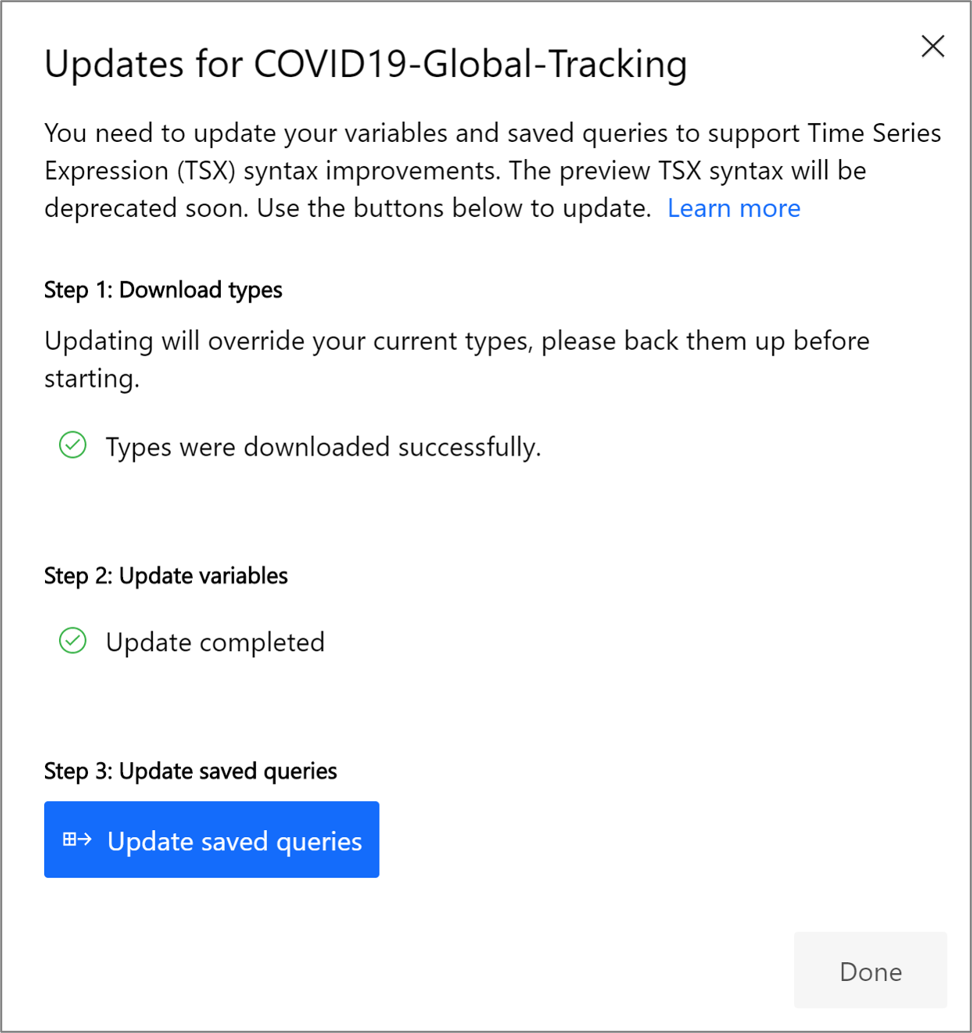 Updates for COVID19-Global-Tracking
You need to update your variables and saved queries to support Time Series
Expression (TSX) syntax improvements. The preview TSX syntax will be
deprecated soon. Use the buttons below to update. Learn more
Step 1: Download types
Updating will override your current types, please back them up before
starting.
Types were downloaded successfully.
Step 2: Update variables
Update completed
Step 3: Update saved queries
Update saved queries
Done